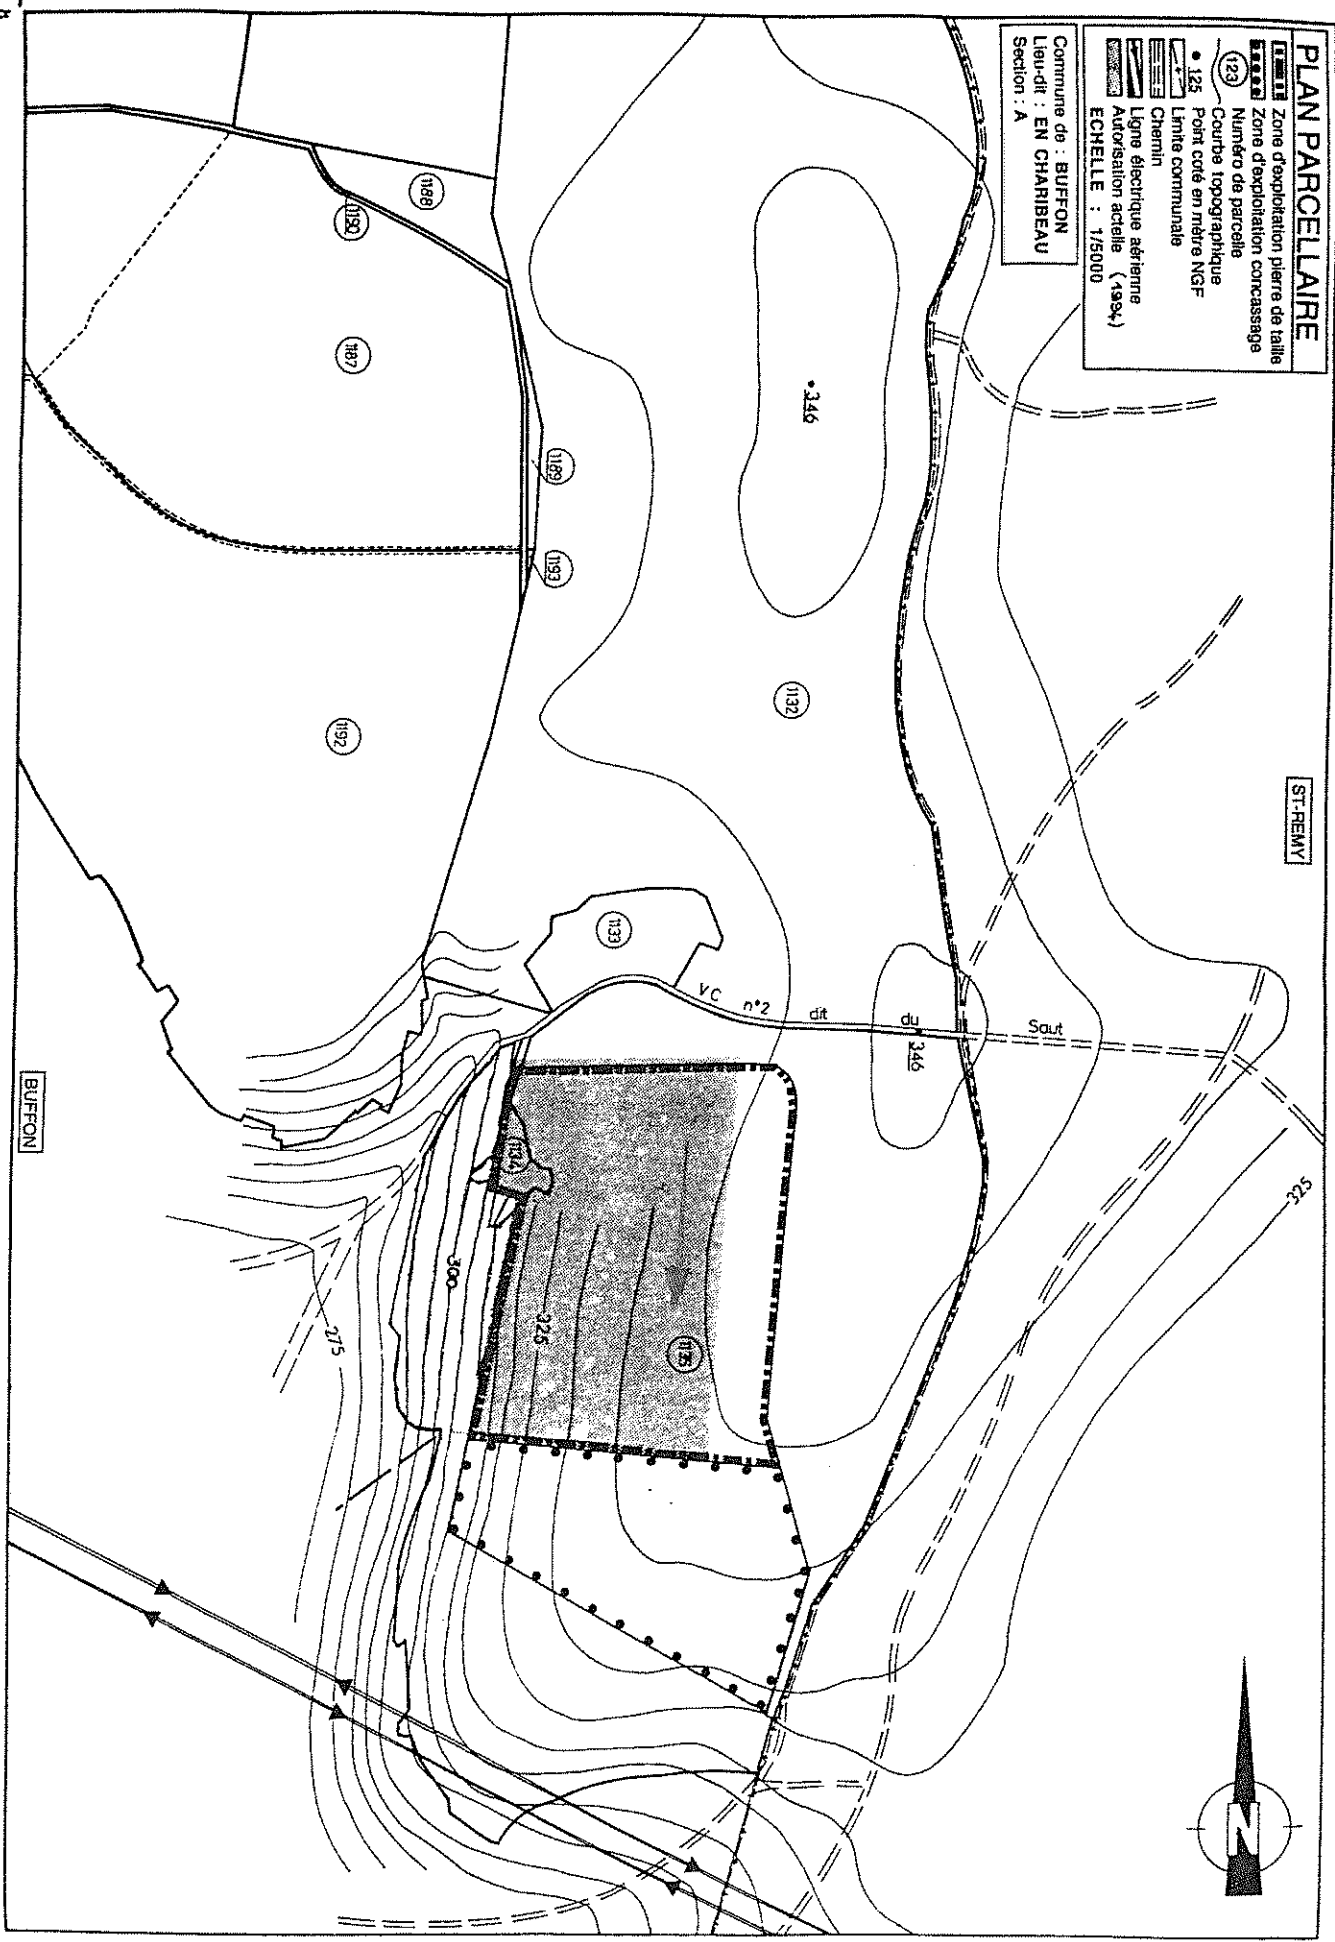 PLAN PARCELLAIRE
Zone d'exploitation pierre de taille
Zone d'exploitation concassage
123 Numéro de parcelle
Courbe topographique
• 125 Point coté en mètre NGF
Limite communale
Chemin
Ligne électrique aérienne
Autorisation actelle (1994)
ECHELLE : 1/5000
Commune de : BUFFON
Lieu-dit : EN CHARIBEAU
Section : A
ST-REMY
BUFFON
N
1188
1190
1187
1189
1193
1192
1132
1133
1134
1135
•346
346
VC n°2 dit du Saut
325
325
300
275